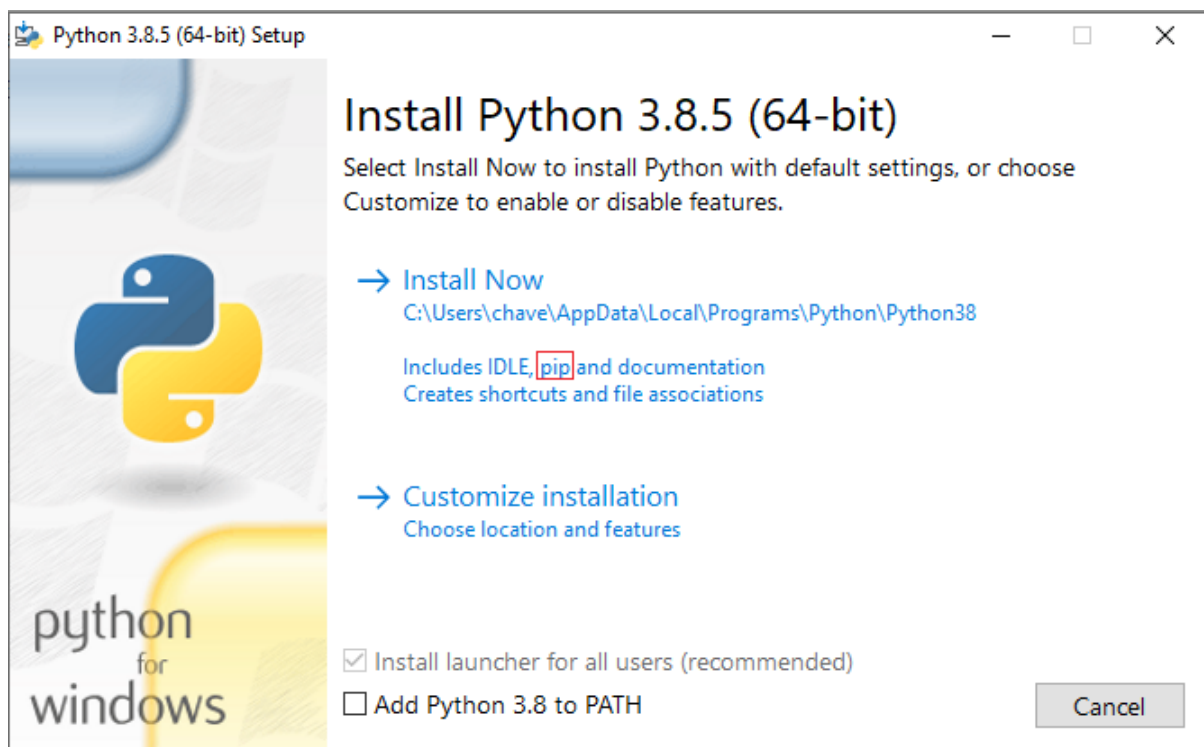 Python 3.8.5 (64-bit) Setup
Install Python 3.8.5 (64-bit)
Select Install Now to install Python with default settings, or choose
Customize to enable or disable features.
Install Now
C:\Users\chave\AppData\Local\Programs\Python\Python38
Includes IDLE, pip and documentation
Creates shortcuts and file associations
Customize installation
Choose location and features
python
for
windows
Install launcher for all users (recommended)
Add Python 3.8 to PATH
Cancel